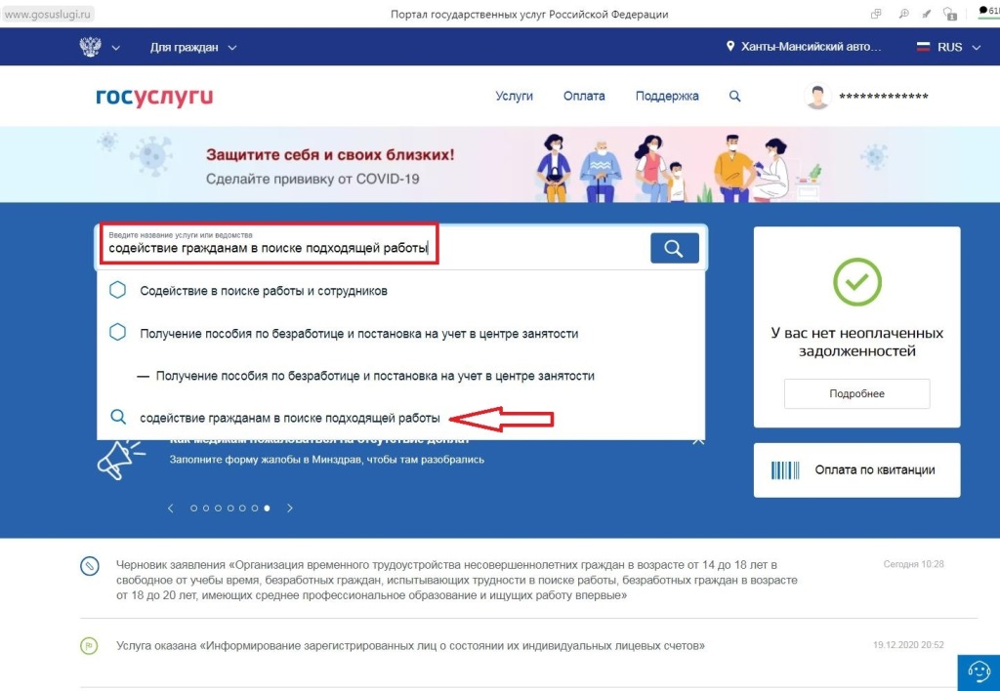 www.gosuslugi.ru
Портал государственных услуг Российской Федерации
618
Для граждан
Ханты-Мансийский авто...
RUS
госуслуги
Услуги
Оплата
Поддержка
*************
Защитите себя и своих близких!
Сделайте прививку от COVID-19
Введите название услуги или ведомства
содействие гражданам в поиске подходящей работы
Содействие в поиске работы и сотрудников
Получение пособия по безработице и постановка на учет в центре занятости
— Получение пособия по безработице и постановка на учет в центре занятости
содействие гражданам в поиске подходящей работы
Как медикам пожаловаться на отсутствие доплат
Заполните форму жалобы в Минздрав, чтобы там разобрались
У вас нет неоплаченных
задолженностей
Подробнее
Оплата по квитанции
Черновик заявления «Организация временного трудоустройства несовершеннолетних граждан в возрасте от 14 до 18 лет в
свободное от учебы время, безработных граждан, испытывающих трудности в поиске работы, безработных граждан в возрасте
от 18 до 20 лет, имеющих среднее профессиональное образование и ищущих работу впервые»
Сегодня 10:28
Услуга оказана «Информирование зарегистрированных лиц о состоянии их индивидуальных лицевых счетов»
19.12.2020 20:52